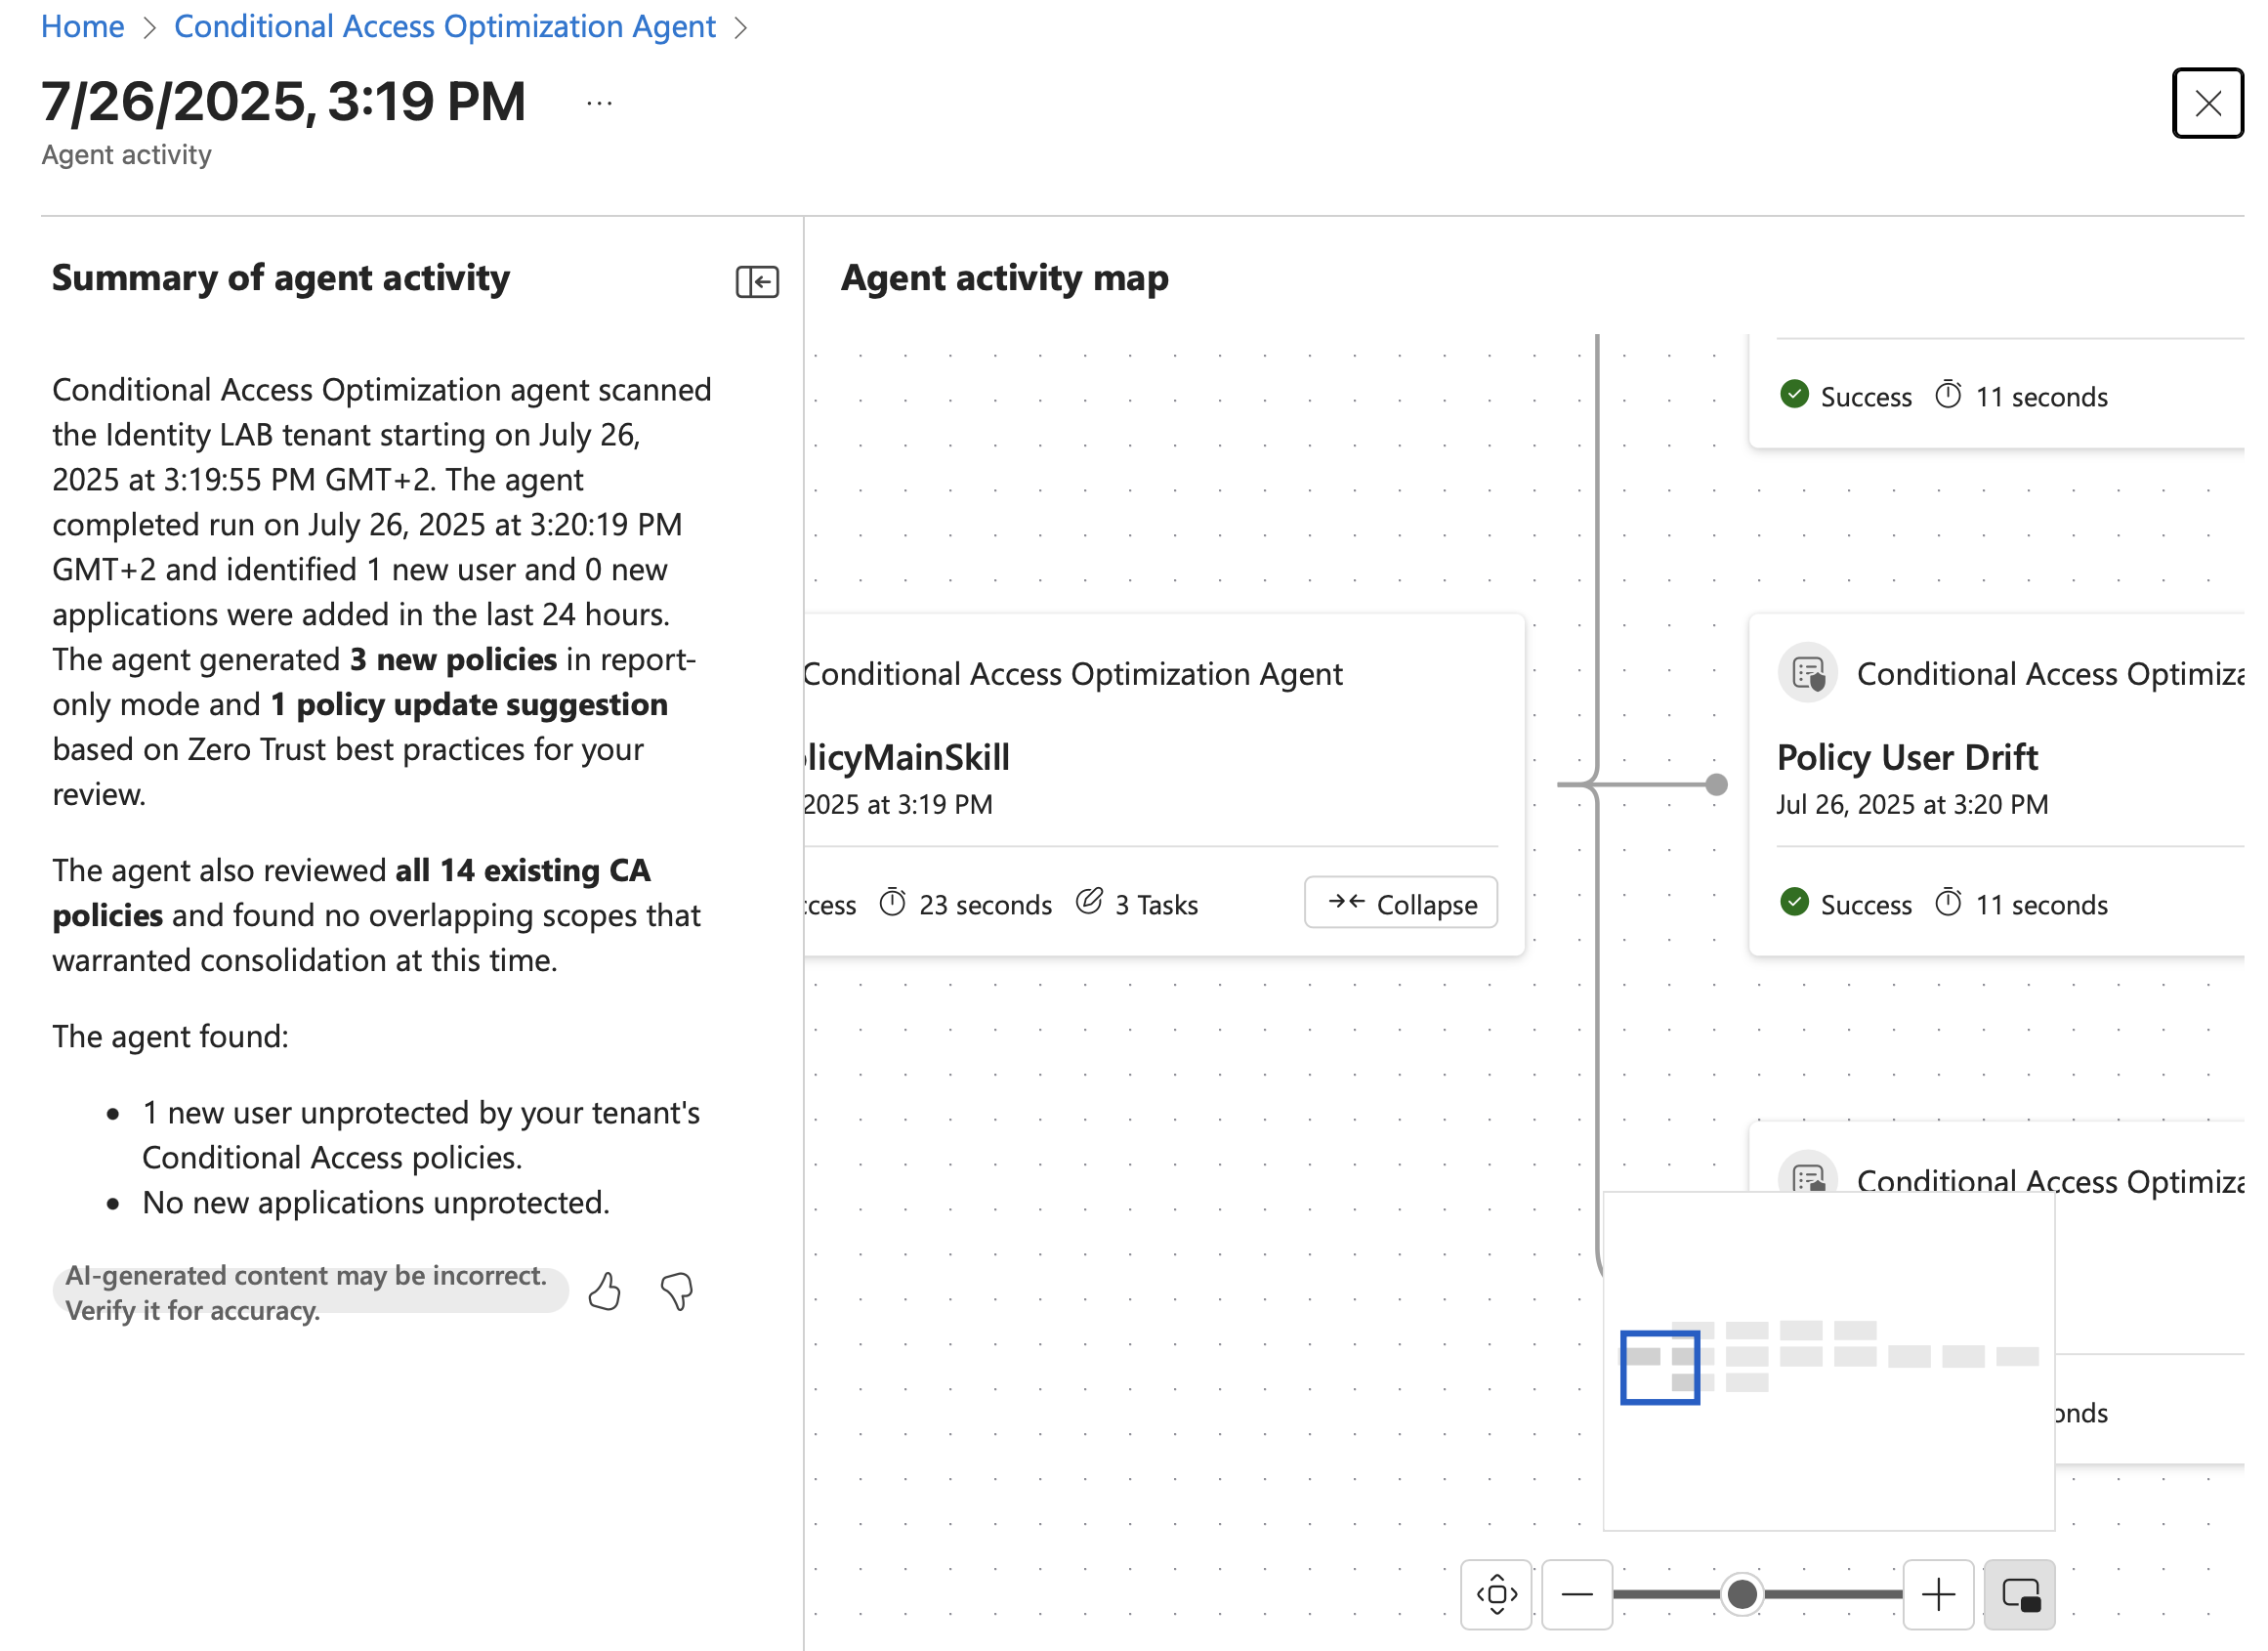 Home > Conditional Access Optimization Agent >
7/26/2025, 3:19 PM ...
Agent activity
Summary of agent activity
Conditional Access Optimization agent scanned
the Identity LAB tenant starting on July 26,
2025 at 3:19:55 PM GMT+2. The agent
completed run on July 26, 2025 at 3:20:19 PM
GMT+2 and identified 1 new user and 0 new
applications were added in the last 24 hours.
The agent generated 3 new policies in report-
only mode and 1 policy update suggestion
based on Zero Trust best practices for your
review.
The agent also reviewed all 14 existing CA
policies and found no overlapping scopes that
warranted consolidation at this time.
The agent found:
• 1 new user unprotected by your tenant's
Conditional Access policies.
• No new applications unprotected.
AI-generated content may be incorrect.
Verify it for accuracy.
Agent activity map
Success 11 seconds
Conditional Access Optimization Agent
licyMainSkill
2025 at 3:19 PM
cess 23 seconds 3 Tasks Collapse
Conditional Access Optimiza
Policy User Drift
Jul 26, 2025 at 3:20 PM
Success 11 seconds
Conditional Access Optimiza
onds